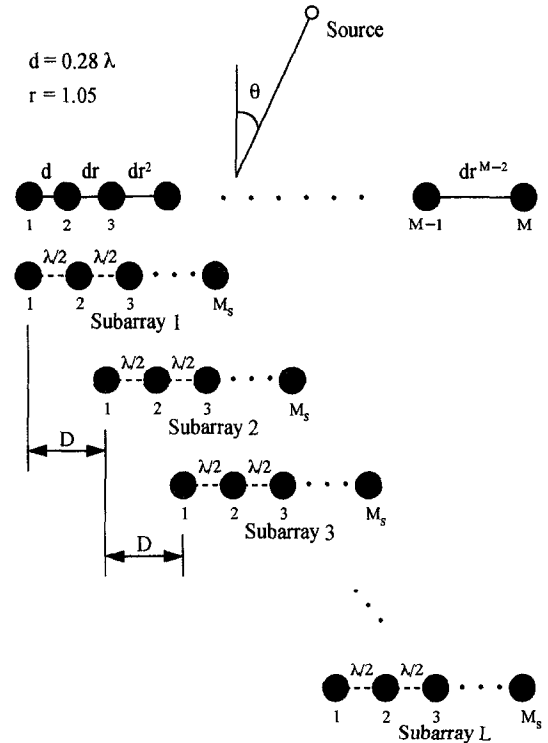 Source
d = 0.28 λ
r = 1.05
θ
d dr dr² dr^{M−2}
1 2 3 M−1 M
λ/2 λ/2
1 2 3 M_s
Subarray 1
λ/2 λ/2
1 2 3 M_s
Subarray 2
D
λ/2 λ/2
1 2 3 M_s
Subarray 3
D
λ/2 λ/2
1 2 3 M_s
Subarray L